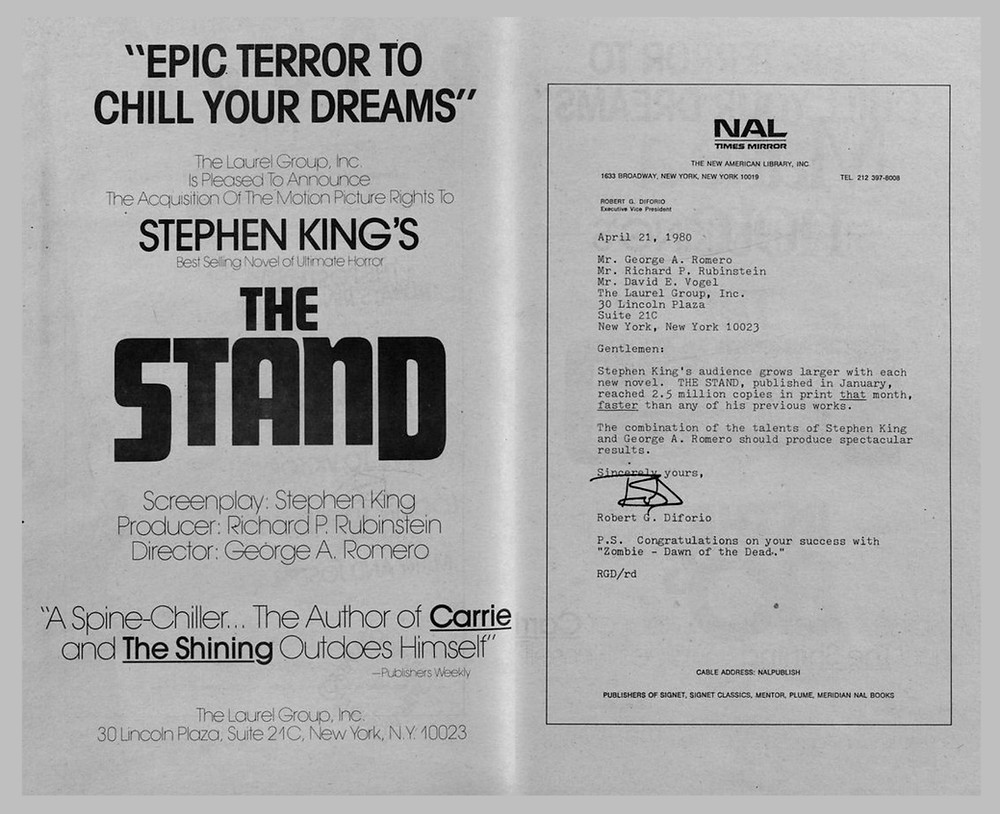 "EPIC TERROR TO
CHILL YOUR DREAMS"
The Laurel Group, Inc.
Is Pleased To Announce
The Acquisition Of The Motion Picture Rights To
STEPHEN KING'S
Best Selling Novel of Ultimate Horror
THE
STAND
Screenplay: Stephen King
Producer: Richard P. Rubinstein
Director: George A. Romero
"A Spine-Chiller... The Author of Carrie
and The Shining Outdoes Himself"
—Publishers Weekly
The Laurel Group, Inc.
30 Lincoln Plaza, Suite 21C, New York, N.Y. 10023
NAL
TIMES MIRROR
THE NEW AMERICAN LIBRARY, INC.
1633 BROADWAY, NEW YORK, NEW YORK 10019 TEL. 212 397-8008
ROBERT G. DIFORIO
Executive Vice President
April 21, 1980
Mr. George A. Romero
Mr. Richard P. Rubinstein
Mr. David E. Vogel
The Laurel Group, Inc.
30 Lincoln Plaza
Suite 21C
New York, New York 10023
Gentlemen:
Stephen King's audience grows larger with each
new novel. THE STAND, published in January,
reached 2.5 million copies in print that month,
faster than any of his previous works.
The combination of the talents of Stephen King
and George A. Romero should produce spectacular
results.
Sincerely yours,
Robert G. Diforio
P.S. Congratulations on your success with
"Zombie - Dawn of the Dead."
RGD/rd
CABLE ADDRESS: NALPUBLISH
PUBLISHERS OF SIGNET, SIGNET CLASSICS, MENTOR, PLUME, MERIDIAN NAL BOOKS